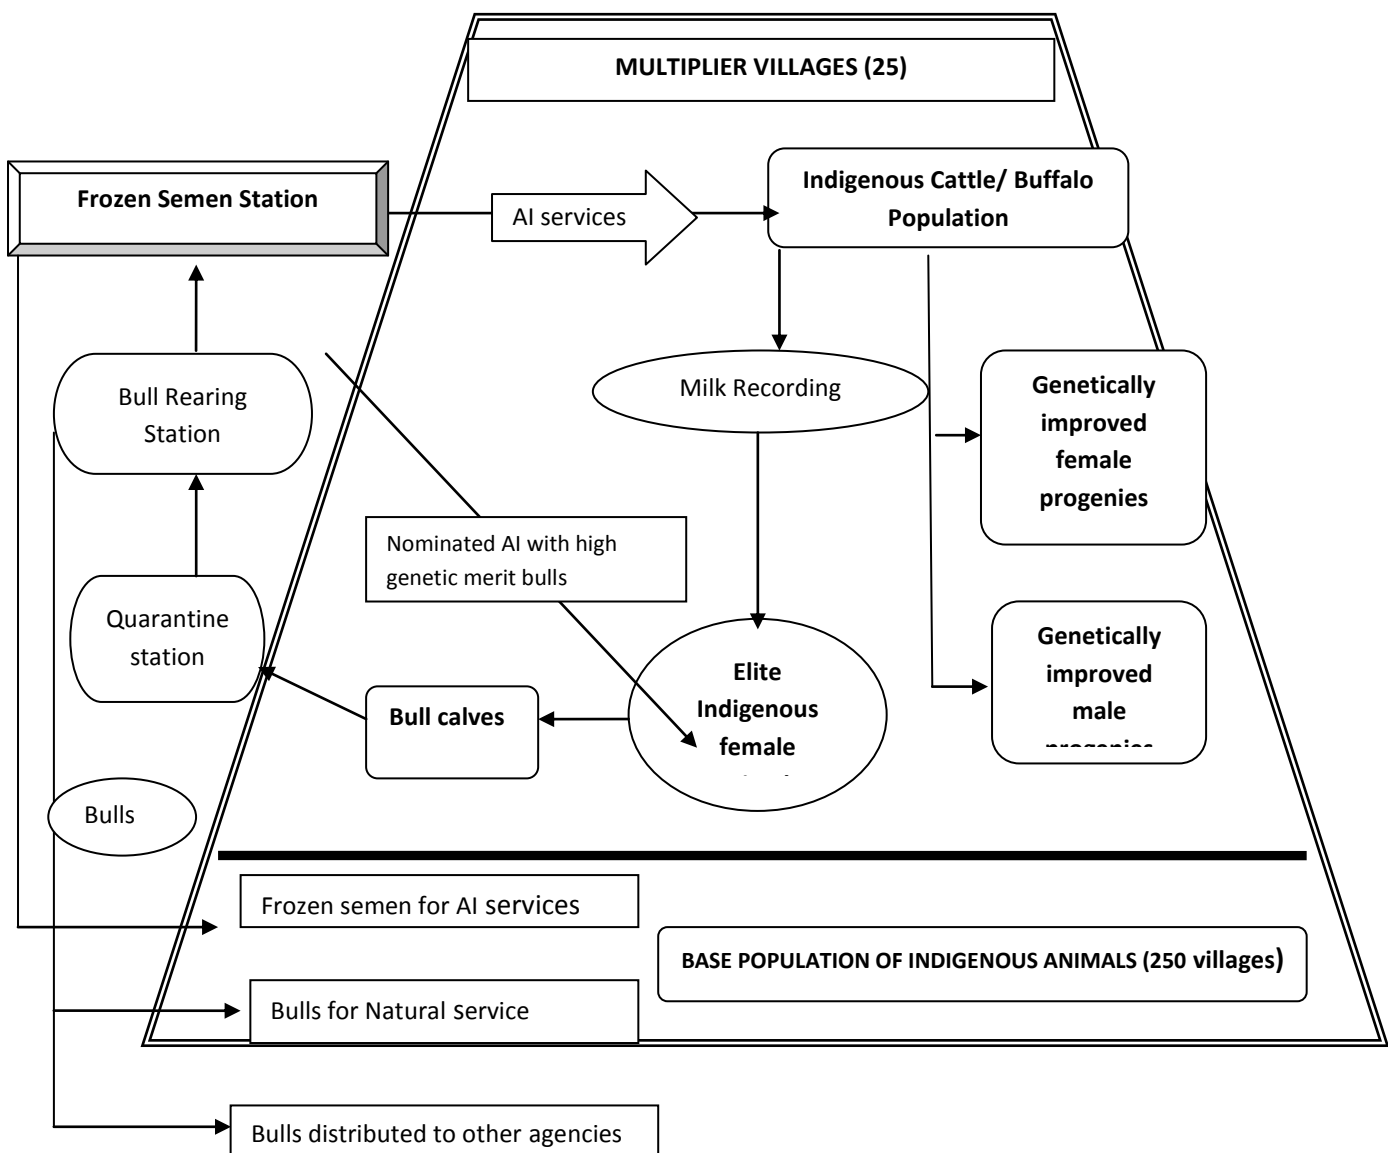 MULTIPLIER VILLAGES (25)
Frozen Semen Station
AI services
Indigenous Cattle/ Buffalo
Population
Bull Rearing
Station
Milk Recording
Genetically
improved
female
progenies
Nominated AI with high
genetic merit bulls
Quarantine
station
Bull calves
Elite
Indigenous
female
Genetically
improved
male
Bulls
Frozen semen for AI services
BASE POPULATION OF INDIGENOUS ANIMALS (250 villages)
Bulls for Natural service
Bulls distributed to other agencies